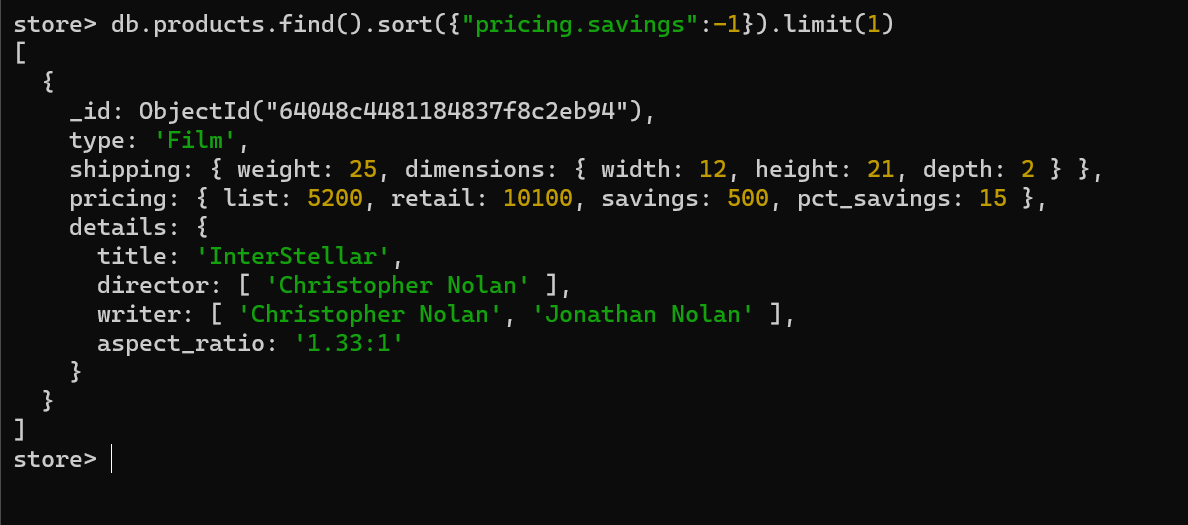 store> db.products.find().sort({"pricing.savings":-1}).limit(1)
[
  {
    _id: ObjectId("64048c4481184837f8c2eb94"),
    type: 'Film',
    shipping: { weight: 25, dimensions: { width: 12, height: 21, depth: 2 } },
    pricing: { list: 5200, retail: 10100, savings: 500, pct_savings: 15 },
    details: {
      title: 'InterStellar',
      director: [ 'Christopher Nolan' ],
      writer: [ 'Christopher Nolan', 'Jonathan Nolan' ],
      aspect_ratio: '1.33:1'
    }
  }
]
store>